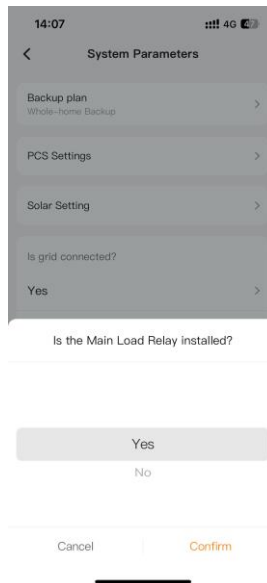 14:07
4G 47
System Parameters
Backup plan
Whole-home Backup
PCS Settings
Solar Setting
Is grid connected?
Yes
Is the Main Load Relay installed?
Yes
No
Cancel
Confirm